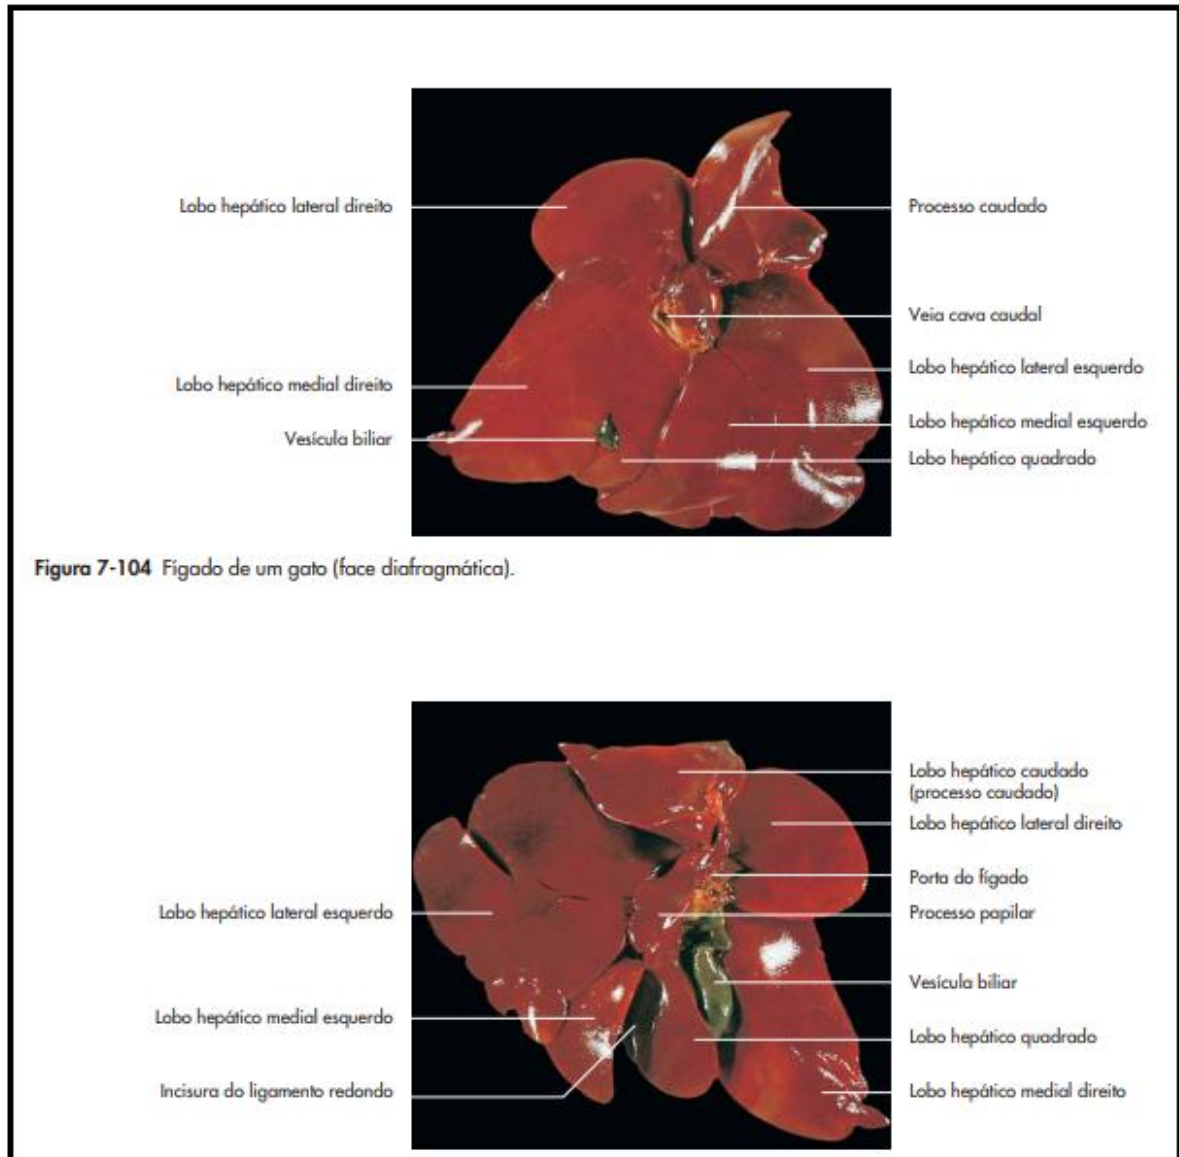 Lobo hepático lateral direito
Lobo hepático medial direito
Vesícula biliar
Processo caudado
Veia cava caudal
Lobo hepático lateral esquerdo
Lobo hepático medial esquerdo
Lobo hepático quadrado
Figura 7-104 Fígado de um gato (face diafragmática).
Lobo hepático lateral esquerdo
Lobo hepático medial esquerdo
Incisura do ligamento redondo
Lobo hepático caudado
(processo caudado)
Lobo hepático lateral direito
Porta do fígado
Processo papilar
Vesícula biliar
Lobo hepático quadrado
Lobo hepático medial direito